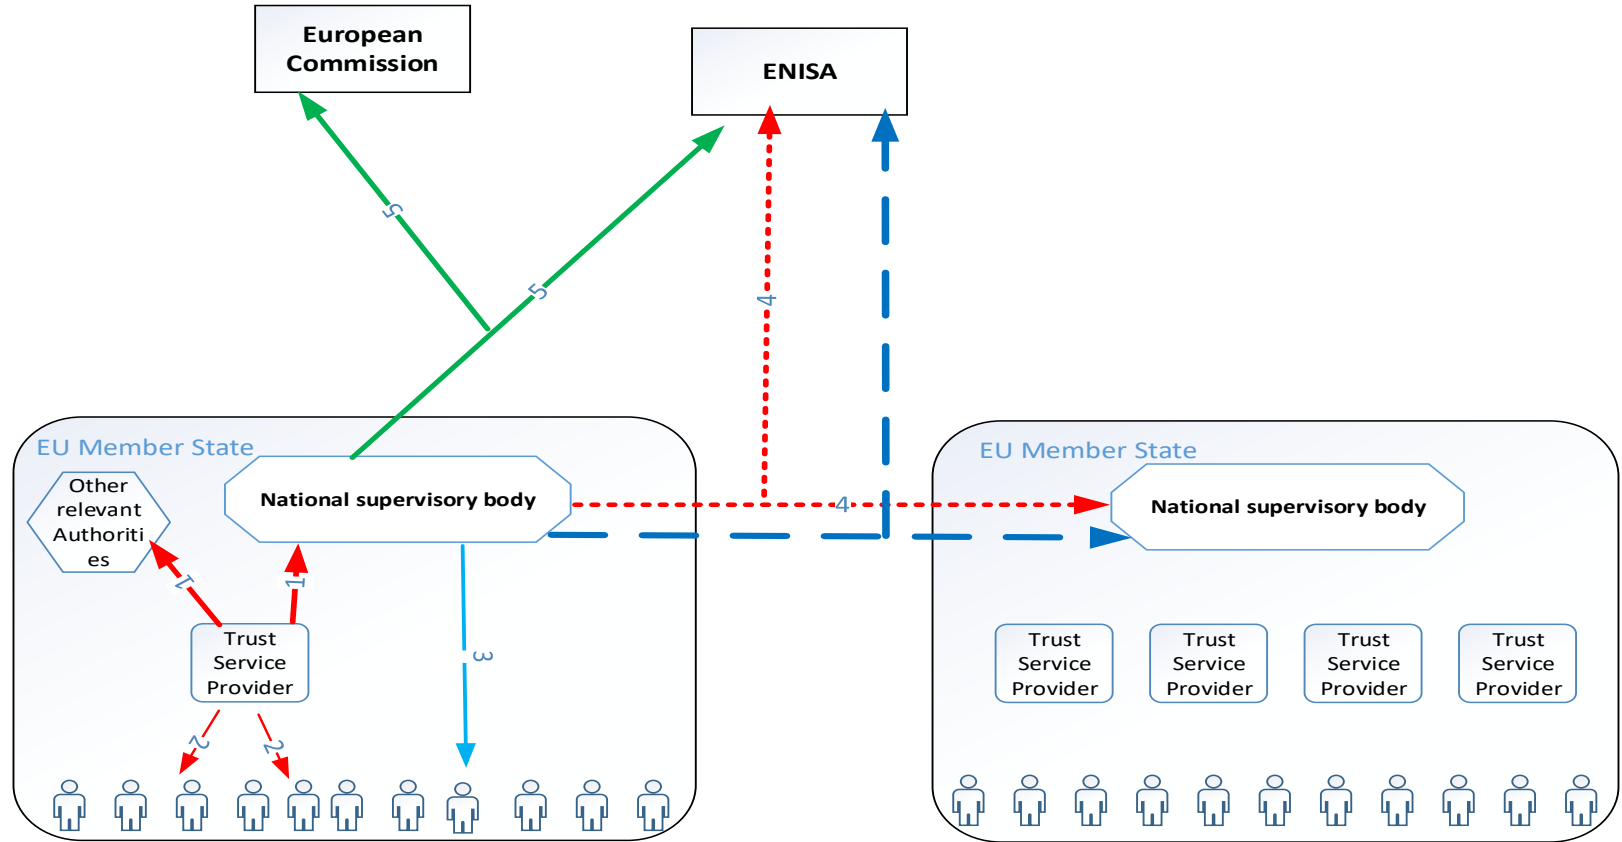 European
Commission
ENISA
5
5
4
EU Member State
Other
relevant
Authoriti
es
National supervisory body
4
1
1
Trust
Service
Provider
3
2
2
EU Member State
National supervisory body
Trust
Service
Provider
Trust
Service
Provider
Trust
Service
Provider
Trust
Service
Provider